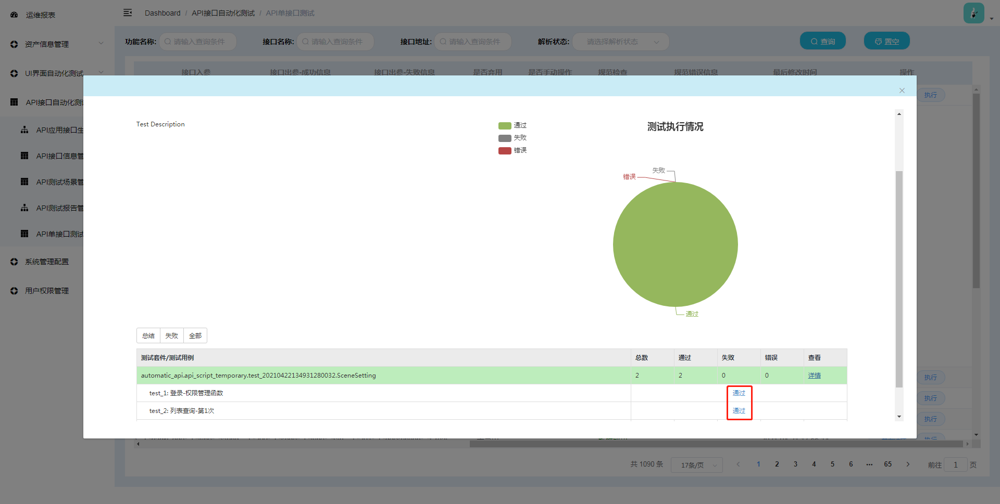 运维报表
Dashboard / API接口自动化测试 / API单接口测试
资产信息管理
功能名称: 请输入查询条件 接口名称: 请输入查询条件 接口地址: 请输入查询条件 解析状态: 请选择解析状态 查询 置空
UI界面自动化测试
接口入参 接口出参-成功信息 接口出参-失败信息 是否弃用 是否手动操作 规范检查 规范错误信息 最后修改时间 操作
API接口自动化测
执行
API应用接口生
API接口信息管
API测试场景管
API测试报告管
API单接口测试
系统管理配置
用户权限管理
Test Description
通过
失败
错误
测试执行情况
失败
错误
通过
总结 失败 全部
测试套件/测试用例 总数 通过 失败 错误 查看
automatic_api.api_script_temporary.test_20210422134931280032.SceneSetting 2 2 0 0 详情
test_1: 登录-权限管理函数 通过
test_2: 列表查询-第1次 通过
执行
执行
执行
执行
共 1090 条 17条/页 1 2 3 4 5 6 ••• 65 前往 1 页